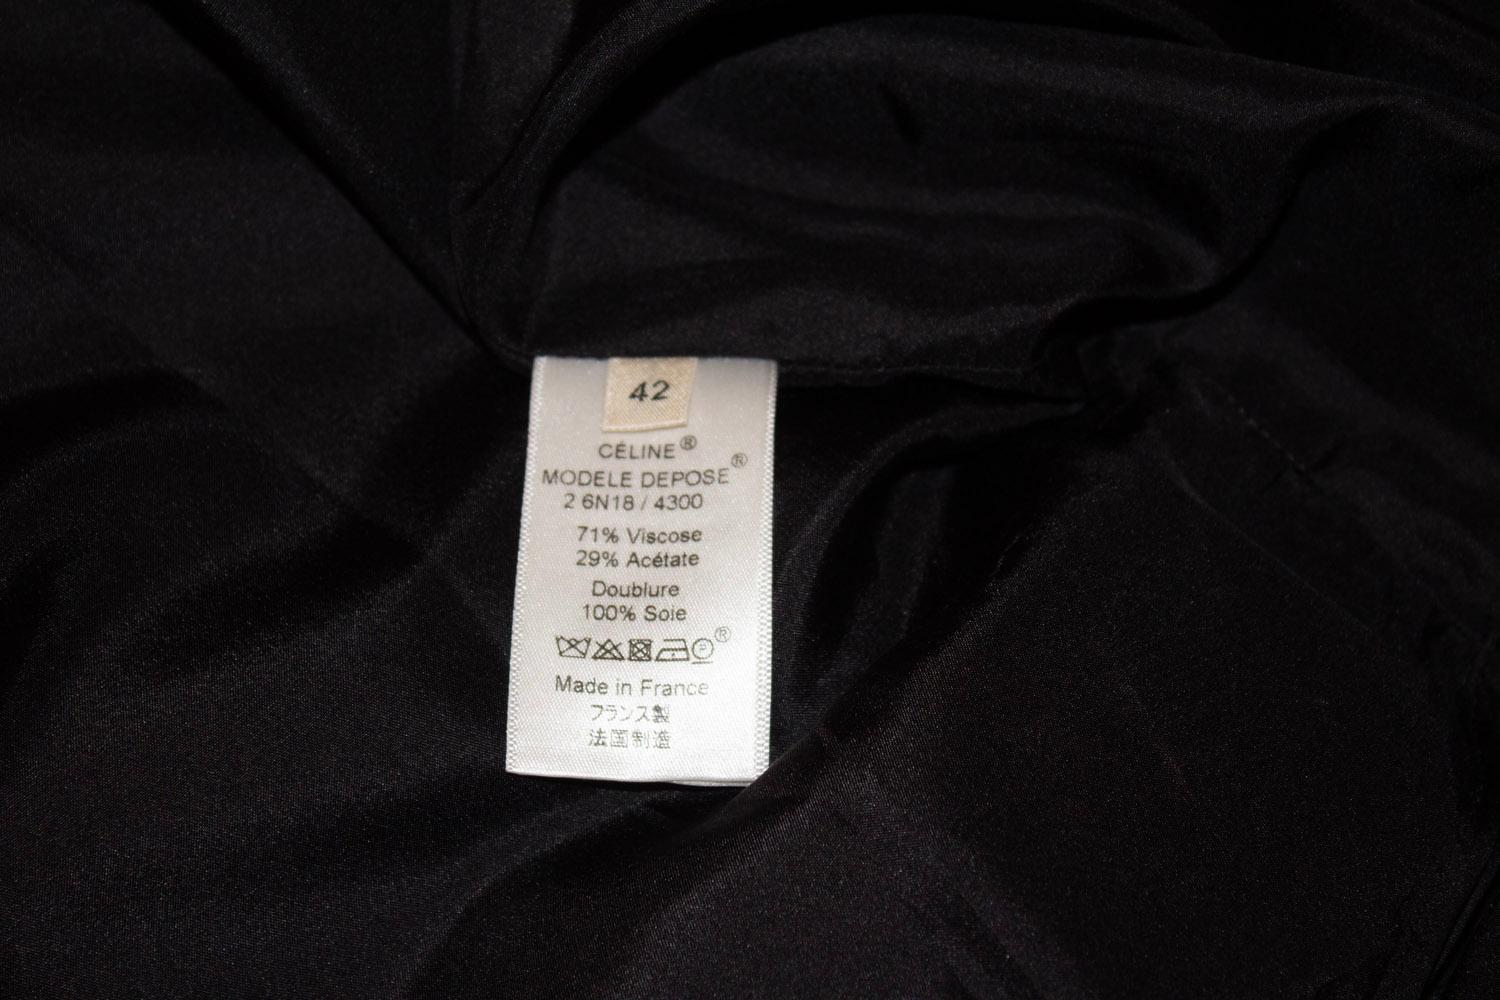 42
CÉLINE®
MODELE DEPOSE®
2 6N18 / 4300
71% Viscose
29% Acétate
Doublure
100% Soie
P ®
Made in France
フランス製
法国制造